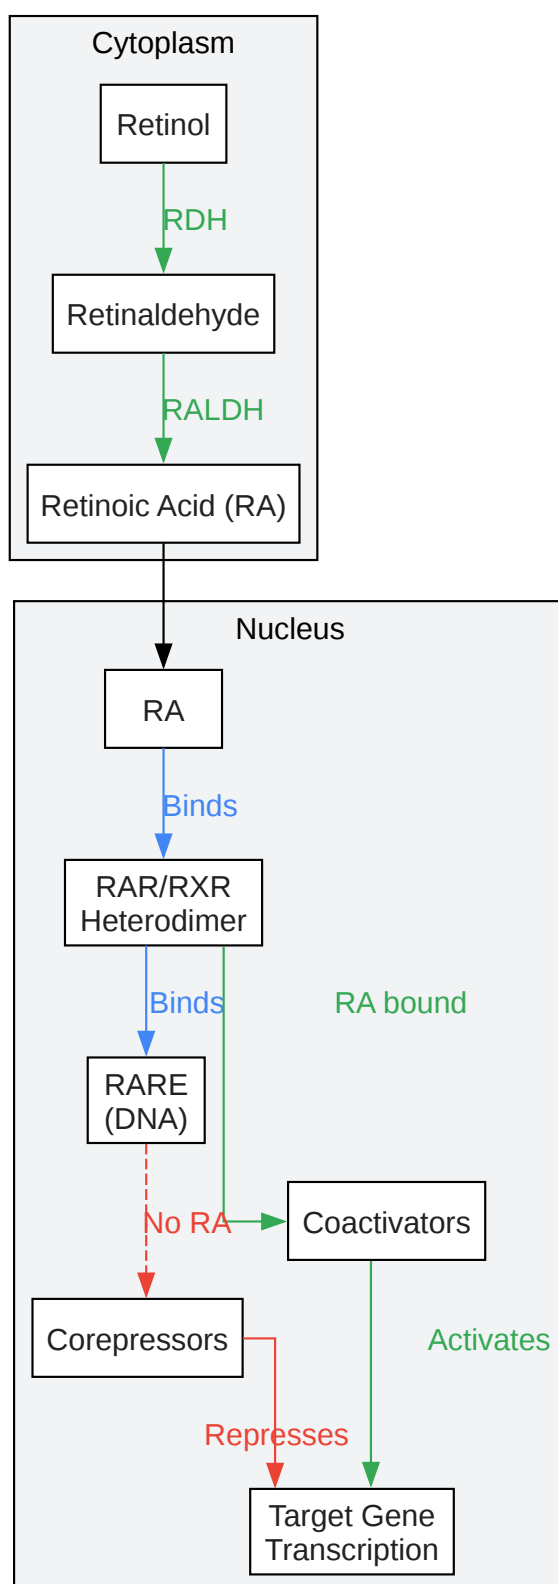 Cytoplasm
Retinol
RDH
Retinaldehyde
RALDH
Retinoic Acid (RA)
Nucleus
RA
Binds
RAR/RXR
Heterodimer
Binds
RA bound
RARE
(DNA)
No RA
Coactivators
Corepressors
Activates
Represses
Target Gene
Transcription